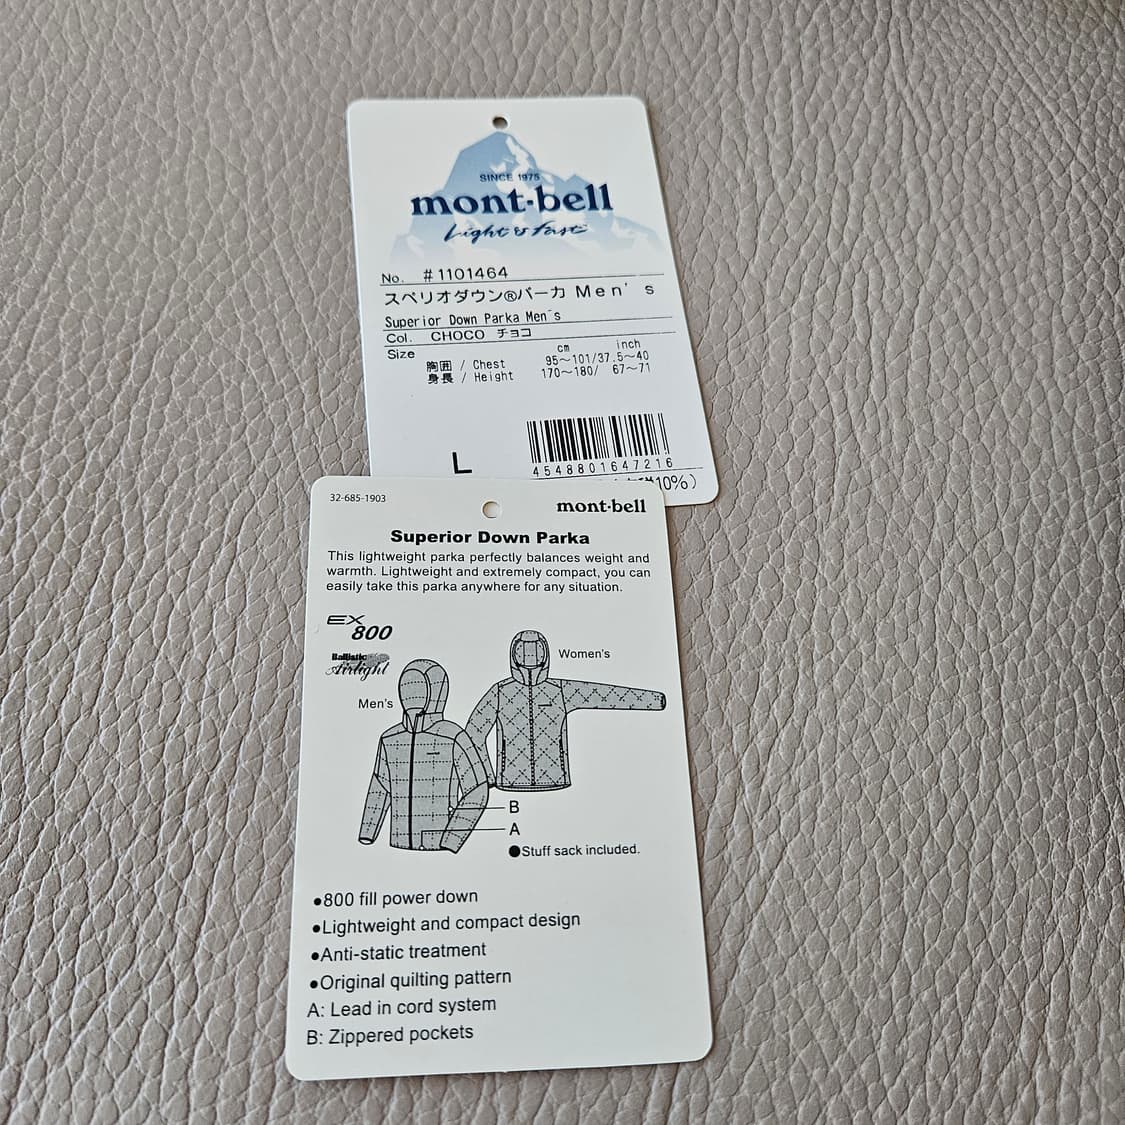 SINCE 1975
mont·bell
Light & Fast
No. #1101464
スペリオダウン®パーカ Men's
Superior Down Parka Men's
Col. CHOCO チョコ
Size
cm inch
胸囲 / Chest 95~101/37.5~40
身長 / Height 170~180/ 67~71
L
4548801647216
10%)
32-685-1903
mont·bell
Superior Down Parka
This lightweight parka perfectly balances weight and
warmth. Lightweight and extremely compact, you can
easily take this parka anywhere for any situation.
EX
800
Ballistic
Airlight
Women's
Men's
B
A
●Stuff sack included.
●800 fill power down
●Lightweight and compact design
●Anti-static treatment
●Original quilting pattern
A: Lead in cord system
B: Zippered pockets